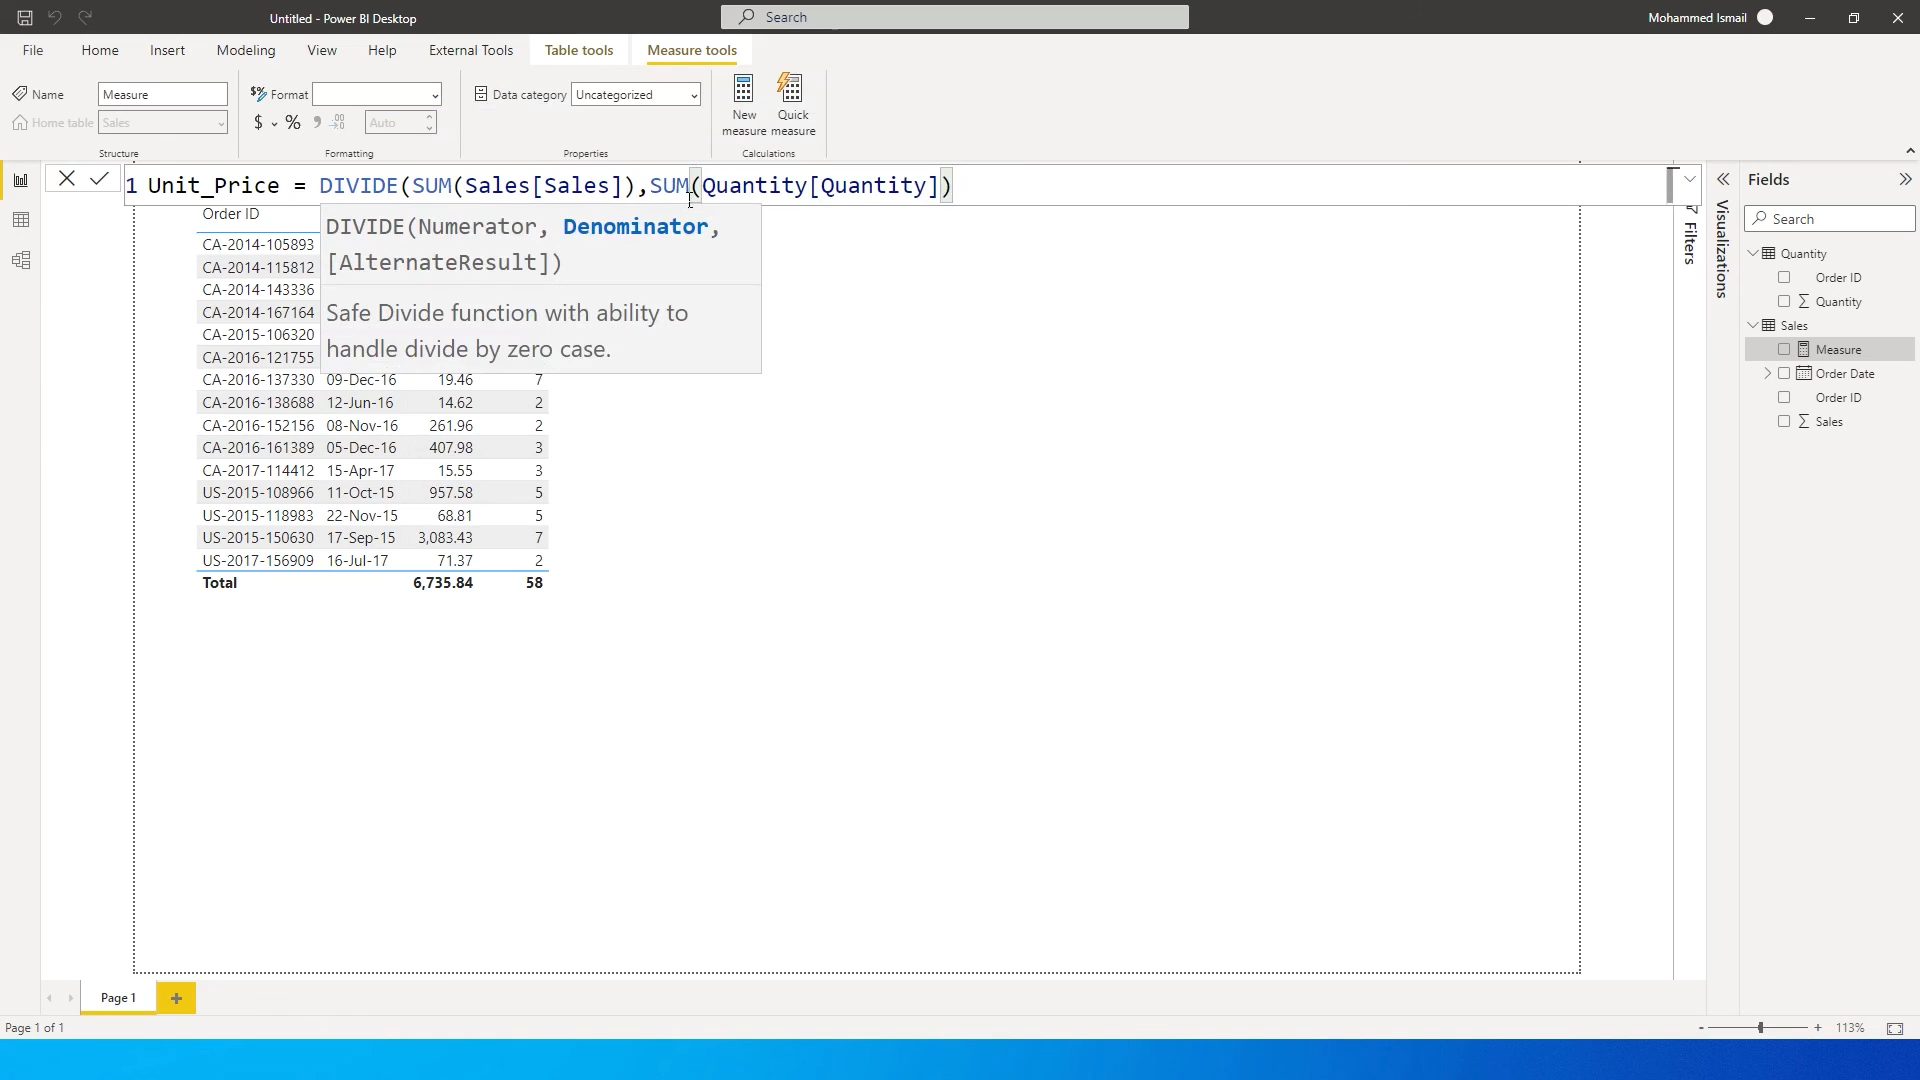 Untitled - Power BI Desktop
Search
Mohammed Ismail
File Home Insert Modeling View Help External Tools Table tools Measure tools
Name Measure
Home table Sales
Structure
Format
$ % 9 .00 Auto
Formatting
Data category Uncategorized
Properties
New measure
Quick measure
Calculations
1 Unit_Price = DIVIDE(SUM(Sales[Sales]),SUM(Quantity[Quantity])
DIVIDE(Numerator, Denominator,
[AlternateResult])
Safe Divide function with ability to
handle divide by zero case.
Order ID
CA-2014-105893
CA-2014-115812
CA-2014-143336
CA-2014-167164
CA-2015-106320
CA-2016-121755
CA-2016-137330 09-Dec-16 19.46 7
CA-2016-138688 12-Jun-16 14.62 2
CA-2016-152156 08-Nov-16 261.96 2
CA-2016-161389 05-Dec-16 407.98 3
CA-2017-114412 15-Apr-17 15.55 3
US-2015-108966 11-Oct-15 957.58 5
US-2015-118983 22-Nov-15 68.81 5
US-2015-150630 17-Sep-15 3,083.43 7
US-2017-156909 16-Jul-17 71.37 2
Total 6,735.84 58
Filters
Visualizations
Fields
Search
Quantity
Order ID
Σ Quantity
Sales
Measure
Order Date
Order ID
Σ Sales
Page 1
+
Page 1 of 1
- + 113%